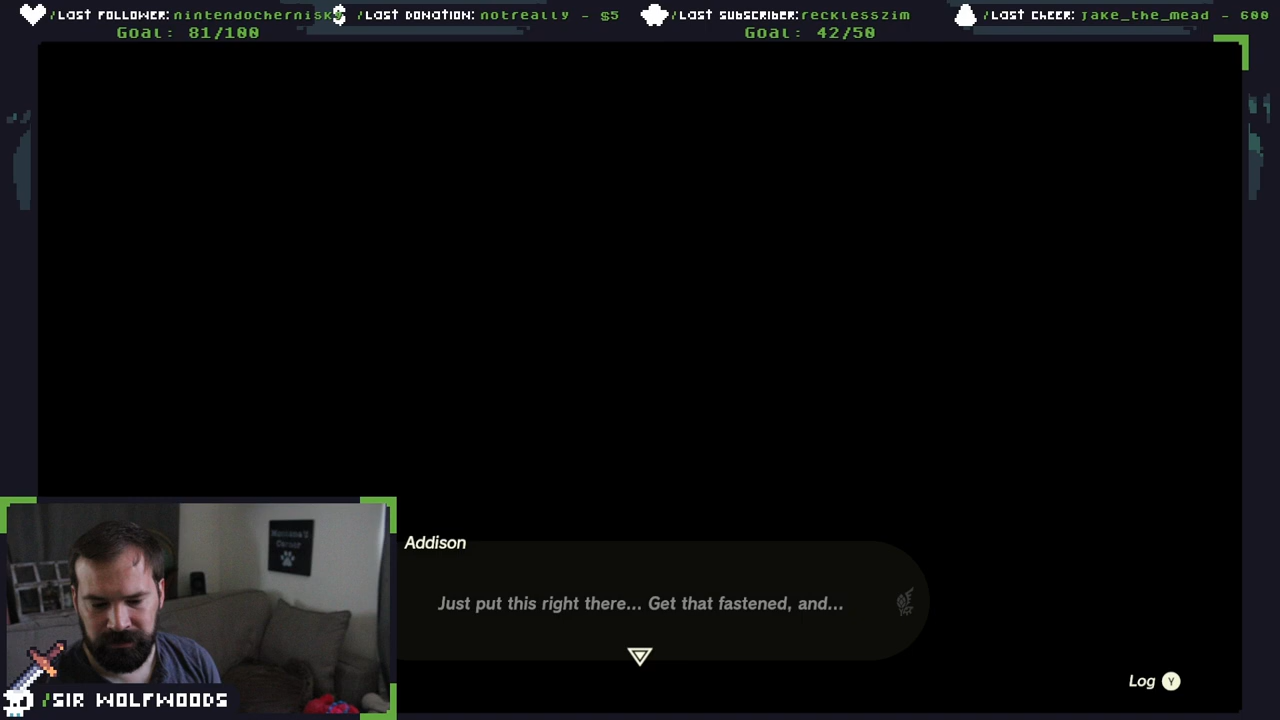 /Last Follower: nintendochernisky
/Last Donation: notreally - $5
/Last Subscriber: recklesszim
/Last Cheer: jake_the_mead - 600
Goal: 81/100
Goal: 42/50
Addison
Just put this right there... Get that fastened, and...
Log Y
/Sir Wolfwoods